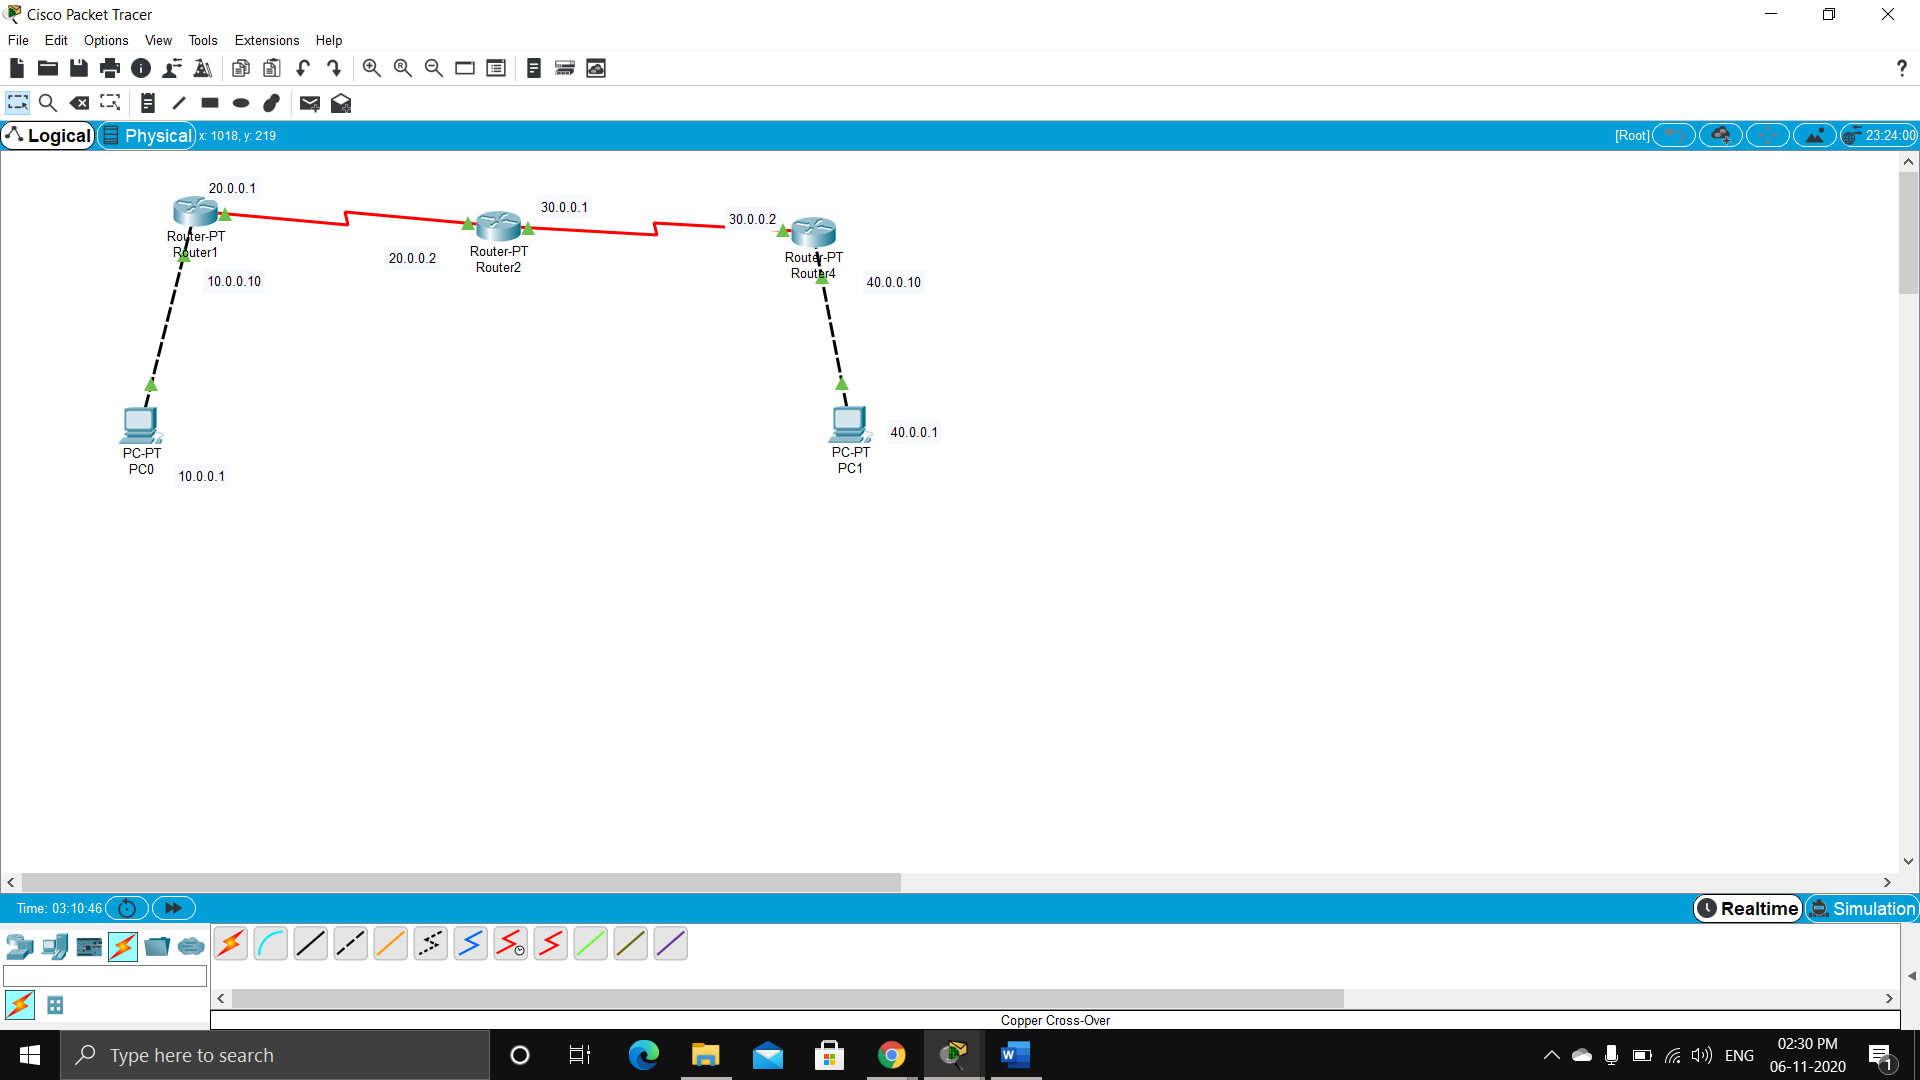 Cisco Packet Tracer
File Edit Options View Tools Extensions Help
?
Logical Physical x: 1018, y: 219 [Root] 23:24:00
20.0.0.1
30.0.0.1
30.0.0.2
Router-PT
Router1
20.0.0.2
Router-PT
Router2
Router-PT
Router4
10.0.0.10
40.0.0.10
40.0.0.1
PC-PT
PC0
PC-PT
PC1
10.0.0.1
Time: 03:10:46 Realtime Simulation
Copper Cross-Over
Type here to search
W
ENG
02:30 PM
06-11-2020
1